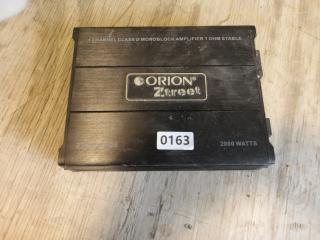 1 CHANNEL CLASS D MONOBLOCK AMPLIFIER 1 OHM STABLE
ORION®
Ztreet
0163
2000 WATTS